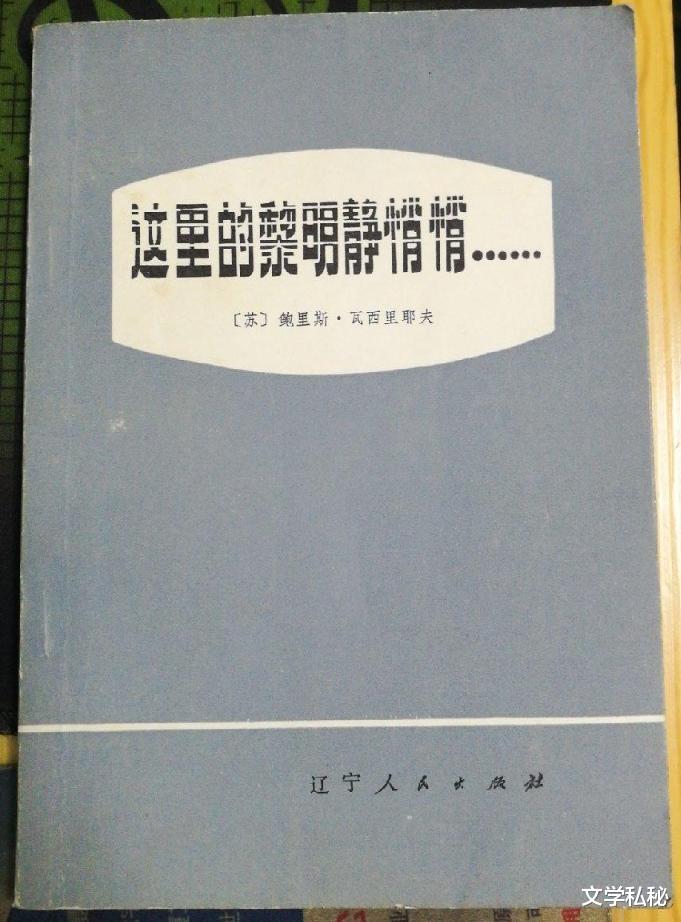 这里的黎明静悄悄……
〔苏〕鲍里斯·瓦西里耶夫
辽宁人民出版社
文学私秘